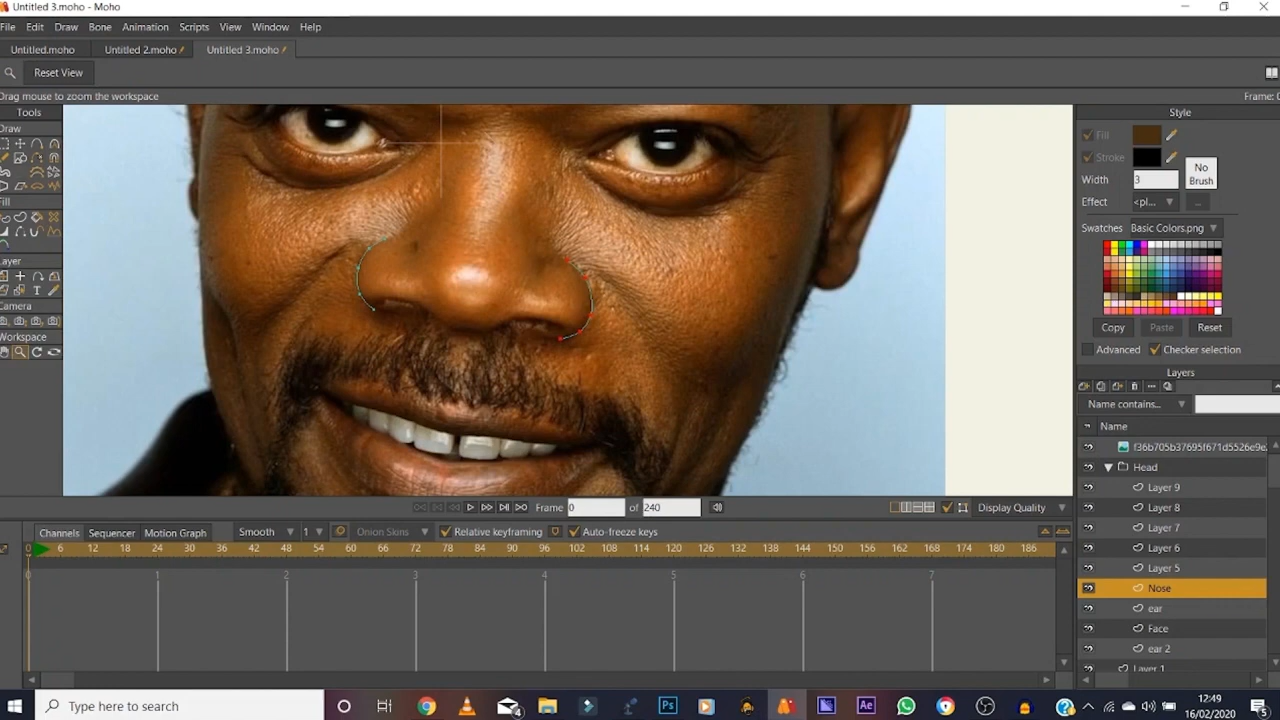 Untitled 3.moho - Moho
File Edit Draw Bone Animation Scripts View Window Help
Untitled.moho Untitled 2.moho Untitled 3.moho
Reset View
Drag mouse to zoom the workspace
Tools
Draw
Fill
Layer
Camera
Workspace
Style
Fill
Stroke
Width 3
No
Brush
Effect <pl... ...
Swatches Basic Colors.png
Copy Paste Reset
Advanced Checker selection
Layers
Name contains...
Name
f36b705b37695f671d5526e9e
Head
Layer 9
Layer 8
Layer 7
Layer 6
Layer 5
Nose
ear
Face
ear 2
Layer 1
Frame 0 of 240 Display Quality
Channels Sequencer Motion Graph Smooth 1 Onion Skins Relative keyframing Auto-freeze keys
0 6 12 18 24 30 36 42 48 54 60 66 72 78 84 90 96 102 108 114 120 126 132 138 144 150 156 162 168 174 180 186
0 1 2 3 4 5 6 7
Type here to search
4
12:49
16/02/2020
5